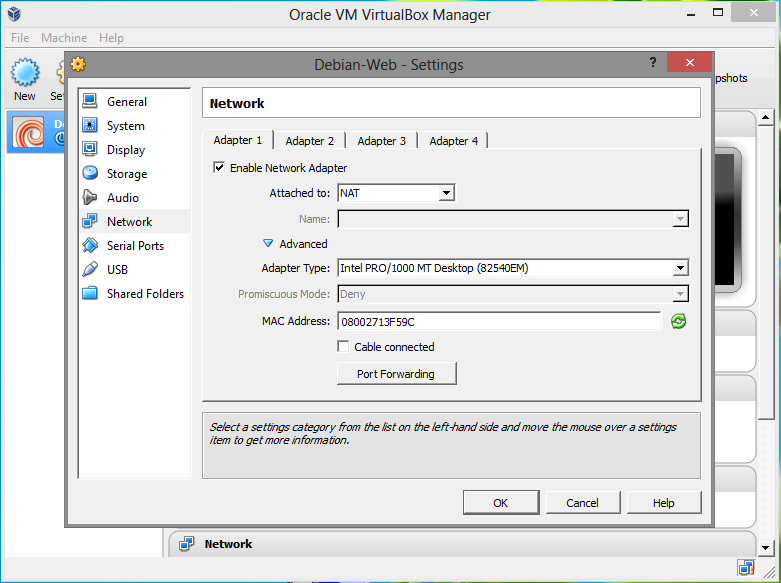 Oracle VM VirtualBox Manager
File Machine Help
New
Debian-Web - Settings
?
General
System
Display
Storage
Audio
Network
Serial Ports
USB
Shared Folders
Network
Adapter 1 Adapter 2 Adapter 3 Adapter 4
Enable Network Adapter
Attached to: NAT
Name:
Advanced
Adapter Type: Intel PRO/1000 MT Desktop (82540EM)
Promiscuous Mode: Deny
MAC Address: 08002713F59C
Cable connected
Port Forwarding
Select a settings category from the list on the left-hand side and move the mouse over a settings
item to get more information.
OK Cancel Help
Network